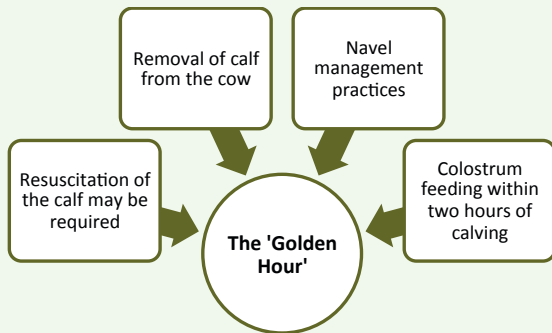 Removal of calf
from the cow
Navel
management
practices
Resuscitation of
the calf may be
required
Colostrum
feeding within
two hours of
calving
The 'Golden
Hour'